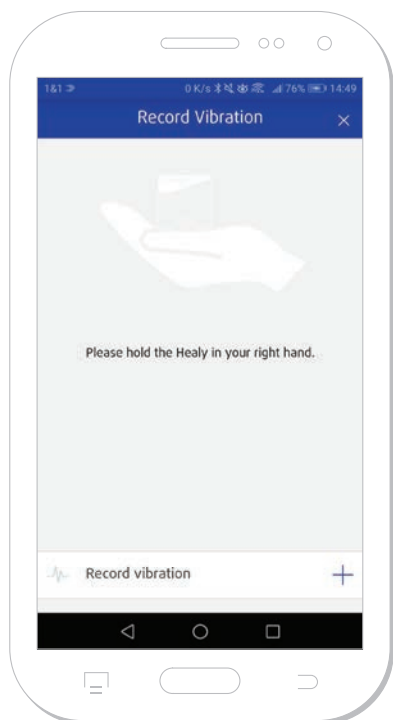 1&1
0 K/s 76% 14:49
Record Vibration
Please hold the Healy in your right hand.
Record vibration